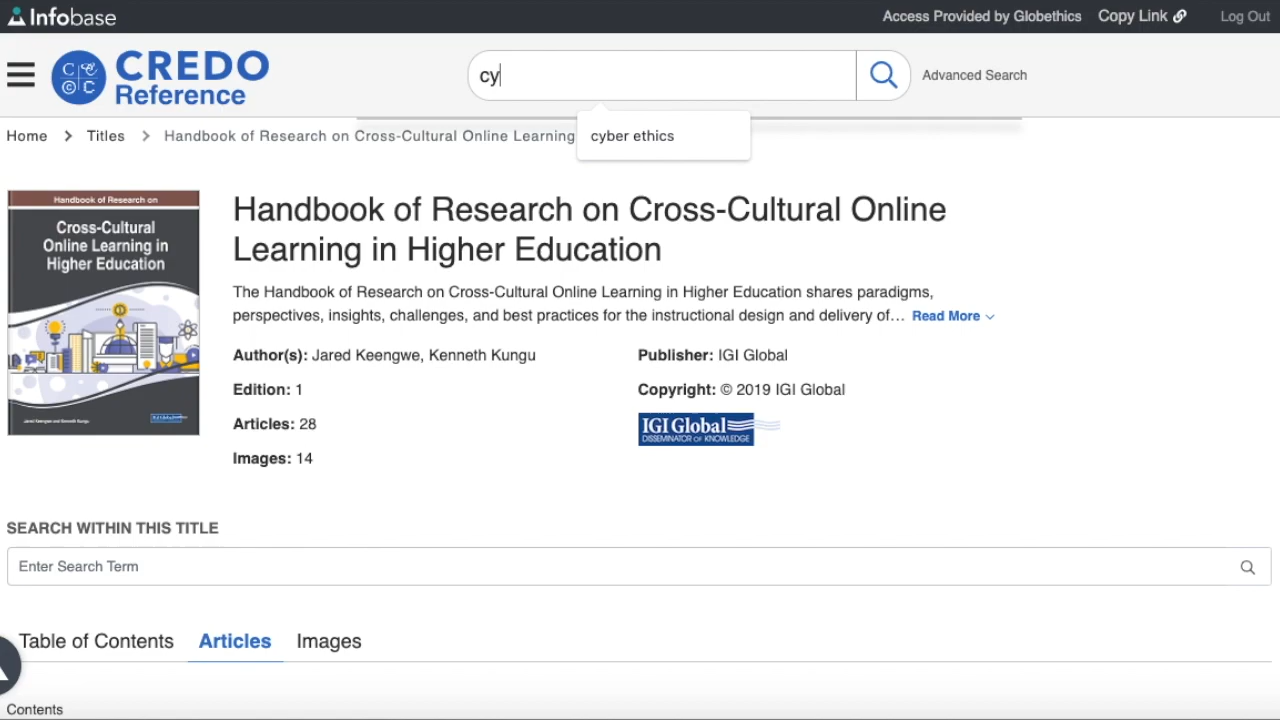 Infobase
Access Provided by Globethics
Copy Link
Log Out
C
C
©
CREDO
Reference
cy
Advanced Search
cyber ethics
Home > Titles > Handbook of Research on Cross-Cultural Online Learning
Handbook of Research on
Cross-Cultural
Online Learning in
Higher Education
Jared Keengwe and Kenneth Kungu
Handbook of Research on Cross-Cultural Online
Learning in Higher Education
The Handbook of Research on Cross-Cultural Online Learning in Higher Education shares paradigms,
perspectives, insights, challenges, and best practices for the instructional design and delivery of… Read More
Author(s): Jared Keengwe, Kenneth Kungu
Publisher: IGI Global
Edition: 1
Copyright: © 2019 IGI Global
Articles: 28
IGI Global
DISSEMINATOR OF KNOWLEDGE
Images: 14
SEARCH WITHIN THIS TITLE
Enter Search Term
Table of Contents
Articles
Images
Contents